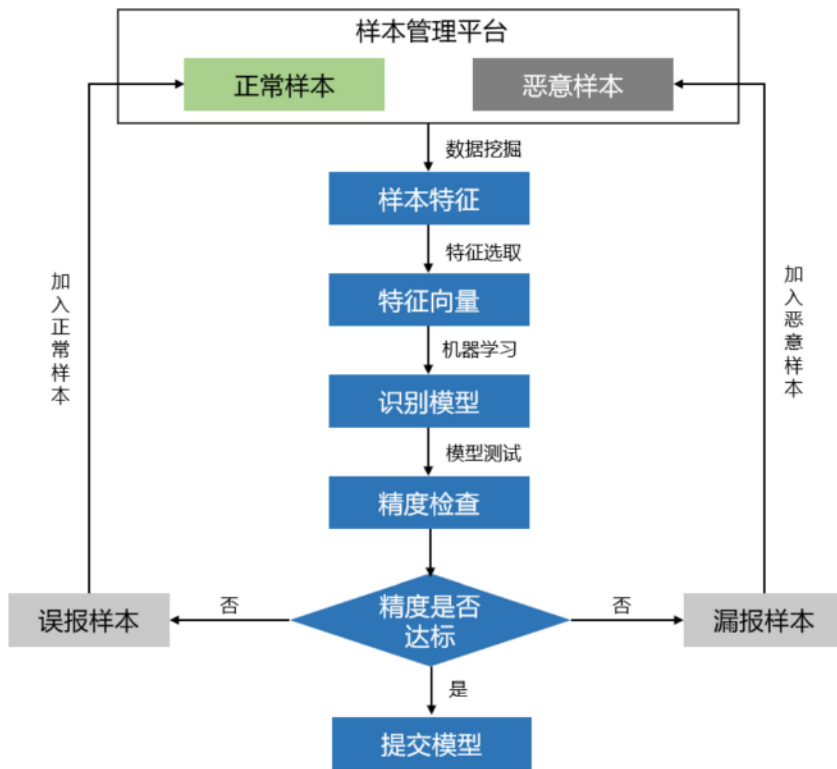 样本管理平台
正常样本
恶意样本
数据挖掘
样本特征
特征选取
特征向量
机器学习
识别模型
模型测试
精度检查
加入正常样本
加入恶意样本
误报样本
否
精度是否
达标
否
漏报样本
是
提交模型